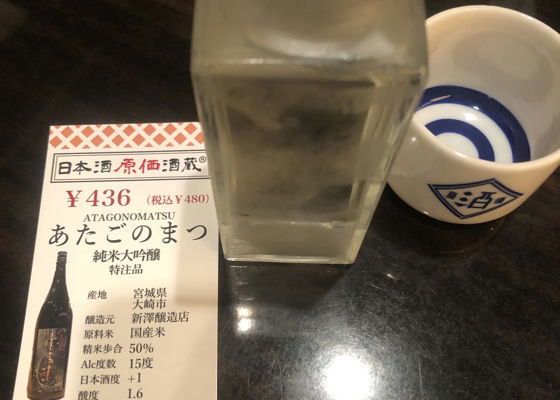 日本酒原価酒蔵®
￥436 (税込￥480)
ATAGONOMATSU
あたごのまつ
純米大吟醸
特注品
産地 宮城県
大崎市
醸造元 新澤醸造店
原料米 国産米
精米歩合 50%
Alc度数 15度
日本酒度 +1
酸度 1.6
酒